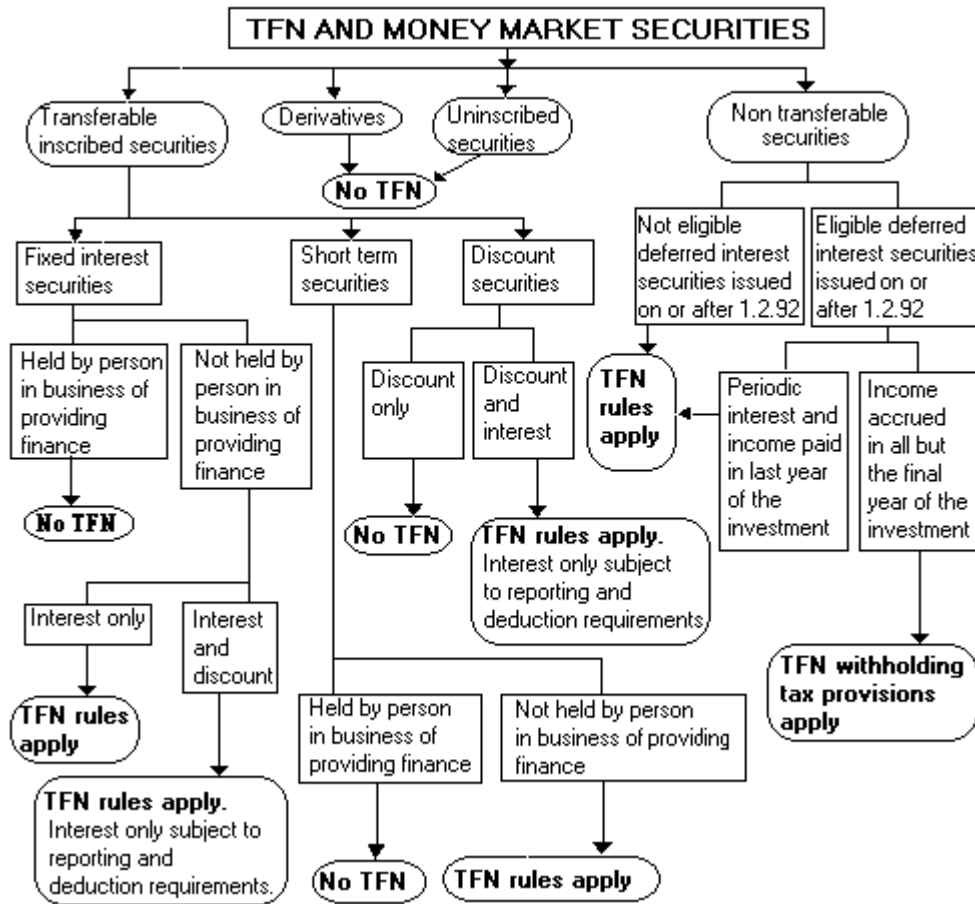 TFN AND MONEY MARKET SECURITIES
Transferable
inscribed securities
Derivatives
Uninscribed
securities
Non transferable
securities
No TFN
Fixed interest
securities
Short term
securities
Discount
securities
Not eligible
deferred interest
securities issued
on or after 1.2.92
Eligible deferred
interest securities
issued on or
after 1.2.92
Held by person
in business of
providing
finance
Not held by
person in
business of
providing
finance
Discount
only
Discount
and
interest
TFN
rules
apply
Periodic
interest and
income paid
in last year
of the
investment
Income
accrued
in all but
the final
year of the
investment
No TFN
No TFN
TFN rules apply.
Interest only subject
to reporting and
deduction requirements
Interest only
Interest
and
discount
TFN withholding
tax provisions
apply
TFN rules
apply
Held by person
in business of
providing finance
Not held by person
in business of providing
finance
TFN rules apply.
Interest only subject to
reporting and
deduction requirements.
No TFN
TFN rules apply